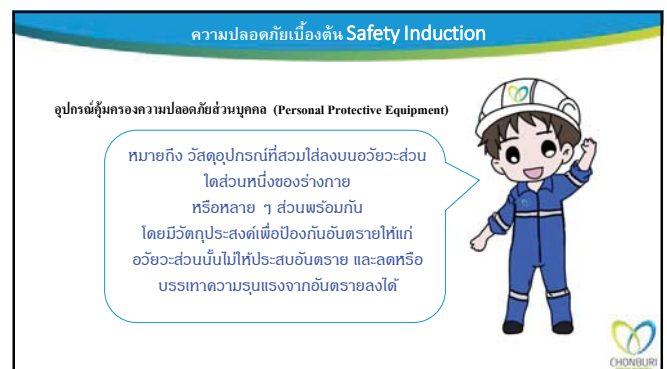 ความปลอดภัยเบื้องต้น Safety Induction
อุปกรณ์คุ้มครองความปลอดภัยส่วนบุคคล (Personal Protective Equipment)
หมายถึง วัสดุอุปกรณ์ที่สวมใส่ลงบนอวัยวะส่วน
ใดส่วนหนึ่งของร่างกาย
หรือหลาย ๆ ส่วนพร้อมกัน
โดยมีวัตถุประสงค์เพื่อป้องกันอันตรายให้แก่
อวัยวะส่วนนั้นไม่ให้ประสบอันตราย และลดหรือ
บรรเทาความรุนแรงจากอันตรายลงได้
CHONBURI